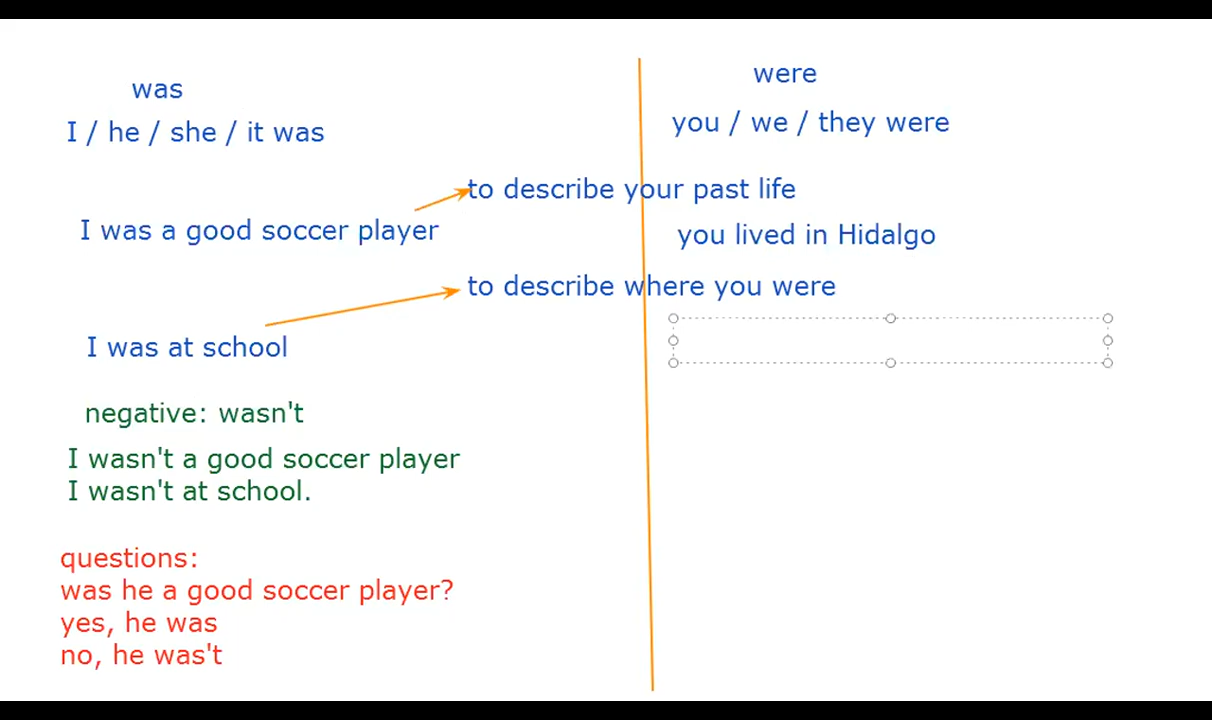 was
I / he / she / it was
were
you / we / they were
to describe your past life
I was a good soccer player
you lived in Hidalgo
to describe where you were
I was at school
negative: wasn't
I wasn't a good soccer player
I wasn't at school.
questions:
was he a good soccer player?
yes, he was
no, he was't